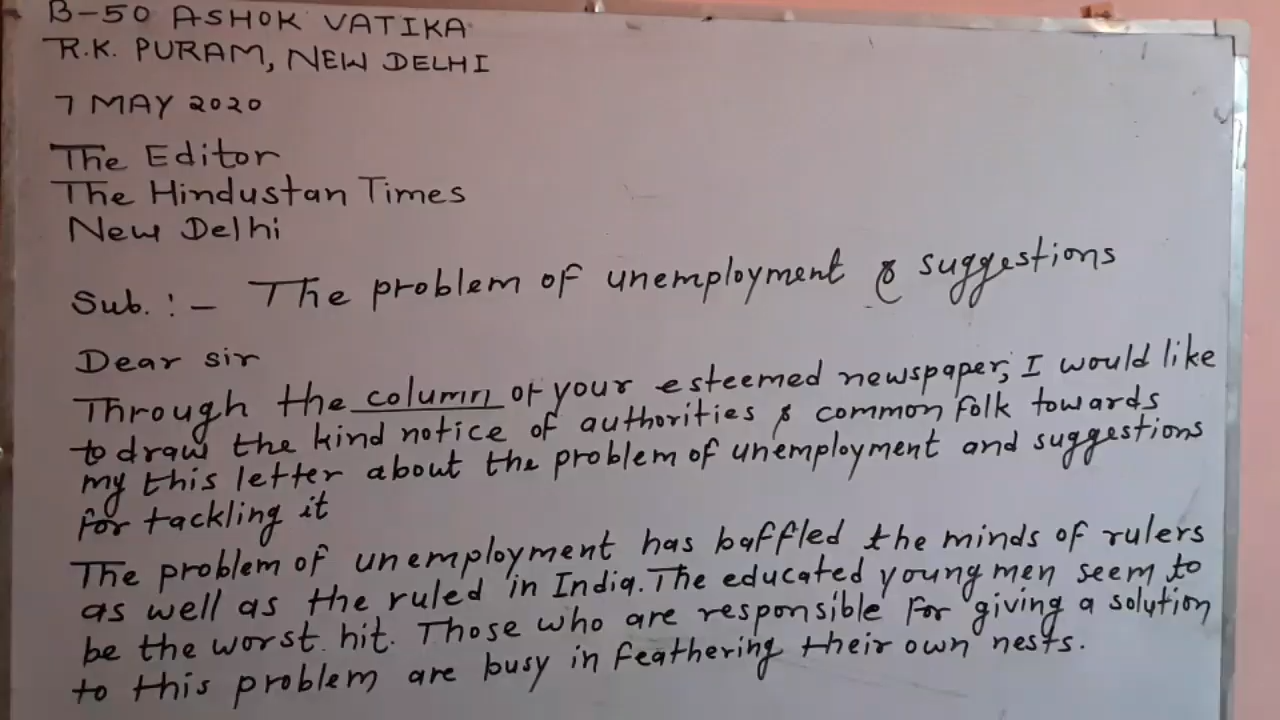 B-50 ASHOK VATIKA
R.K. PURAM, NEW DELHI
7 MAY 2020
The Editor
The Hindustan Times
New Delhi
Sub. :- The problem of unemployment & suggestions
Dear sir
Through the column of your esteemed newspaper, I would like
to draw the kind notice of authorities & common folk towards
my this letter about the problem of unemployment and suggestions
for tackling it
The problem of unemployment has baffled the minds of rulers
as well as the ruled in India. The educated young men seem to
be the worst hit. Those who are responsible for giving a solution
to this problem are busy in feathering their own nests.